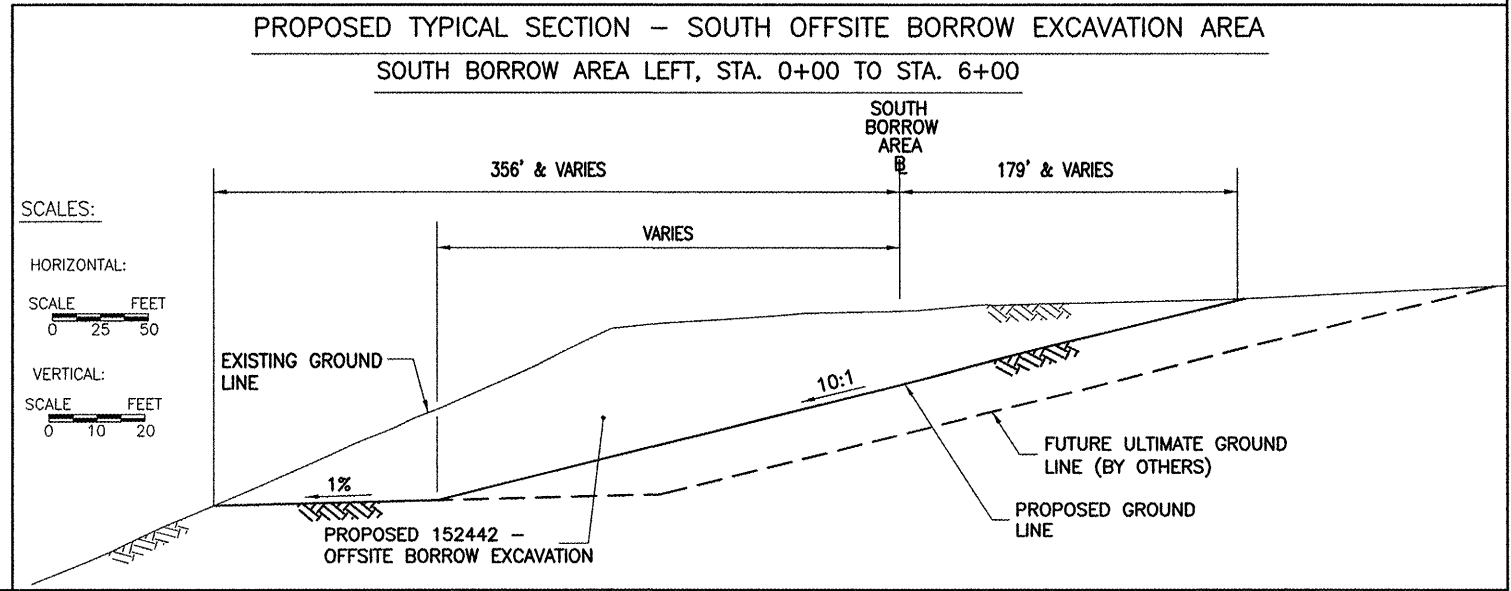 PROPOSED TYPICAL SECTION – SOUTH OFFSITE BORROW EXCAVATION AREA
SOUTH BORROW AREA LEFT, STA. 0+00 TO STA. 6+00
SOUTH
BORROW
AREA
BL
356' & VARIES
179' & VARIES
VARIES
SCALES:
HORIZONTAL:
SCALE FEET
0 25 50
VERTICAL:
SCALE FEET
0 10 20
EXISTING GROUND
LINE
10:1
1%
FUTURE ULTIMATE GROUND
LINE (BY OTHERS)
PROPOSED GROUND
LINE
PROPOSED 152442 –
OFFSITE BORROW EXCAVATION